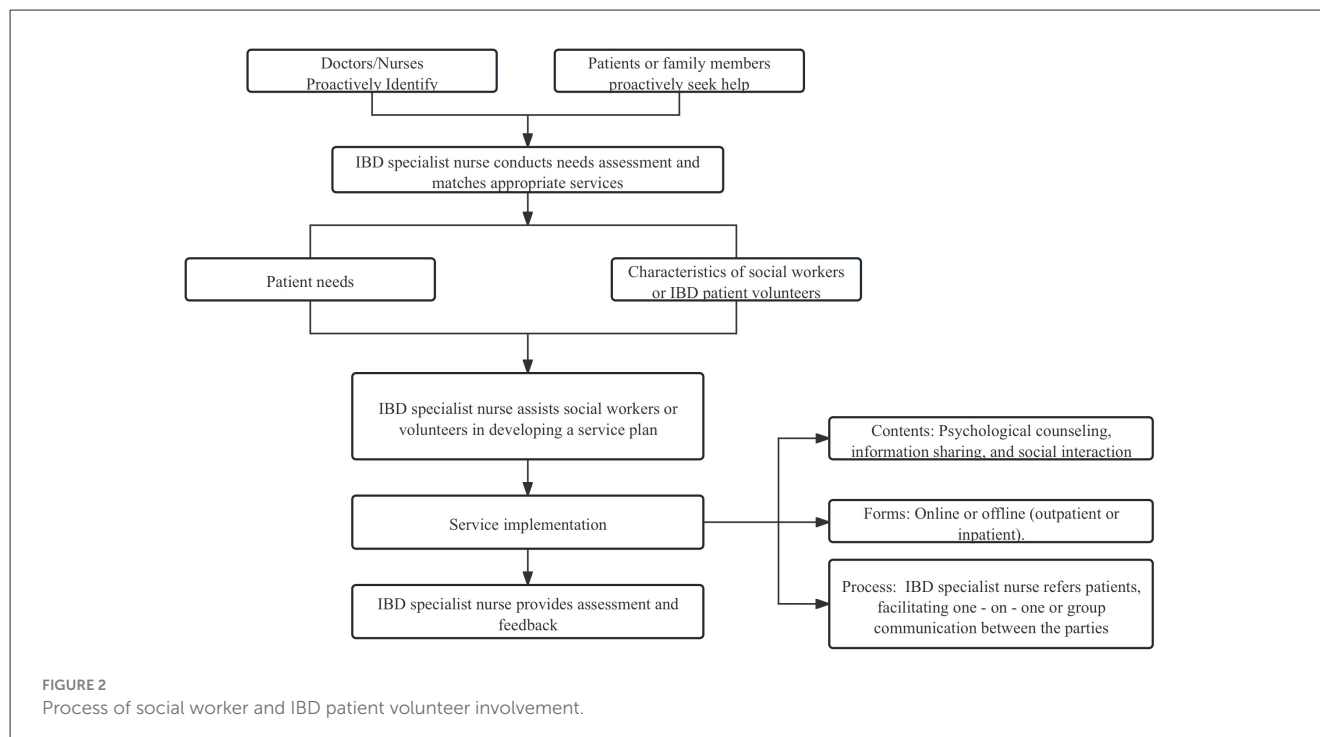 Doctors/Nurses
Proactively Identify
Patients or family members
proactively seek help
IBD specialist nurse conducts needs assessment and
matches appropriate services
Patient needs
Characteristics of social workers
or IBD patient volunteers
IBD specialist nurse assists social workers or
volunteers in developing a service plan
Contents: Psychological counseling,
information sharing, and social interaction
Service implementation
Forms: Online or offline (outpatient or
inpatient).
Process:  IBD specialist nurse refers patients,
facilitating one - on - one or group
communication between the parties
IBD specialist nurse provides assessment and
feedback
FIGURE 2
Process of social worker and IBD patient volunteer involvement.